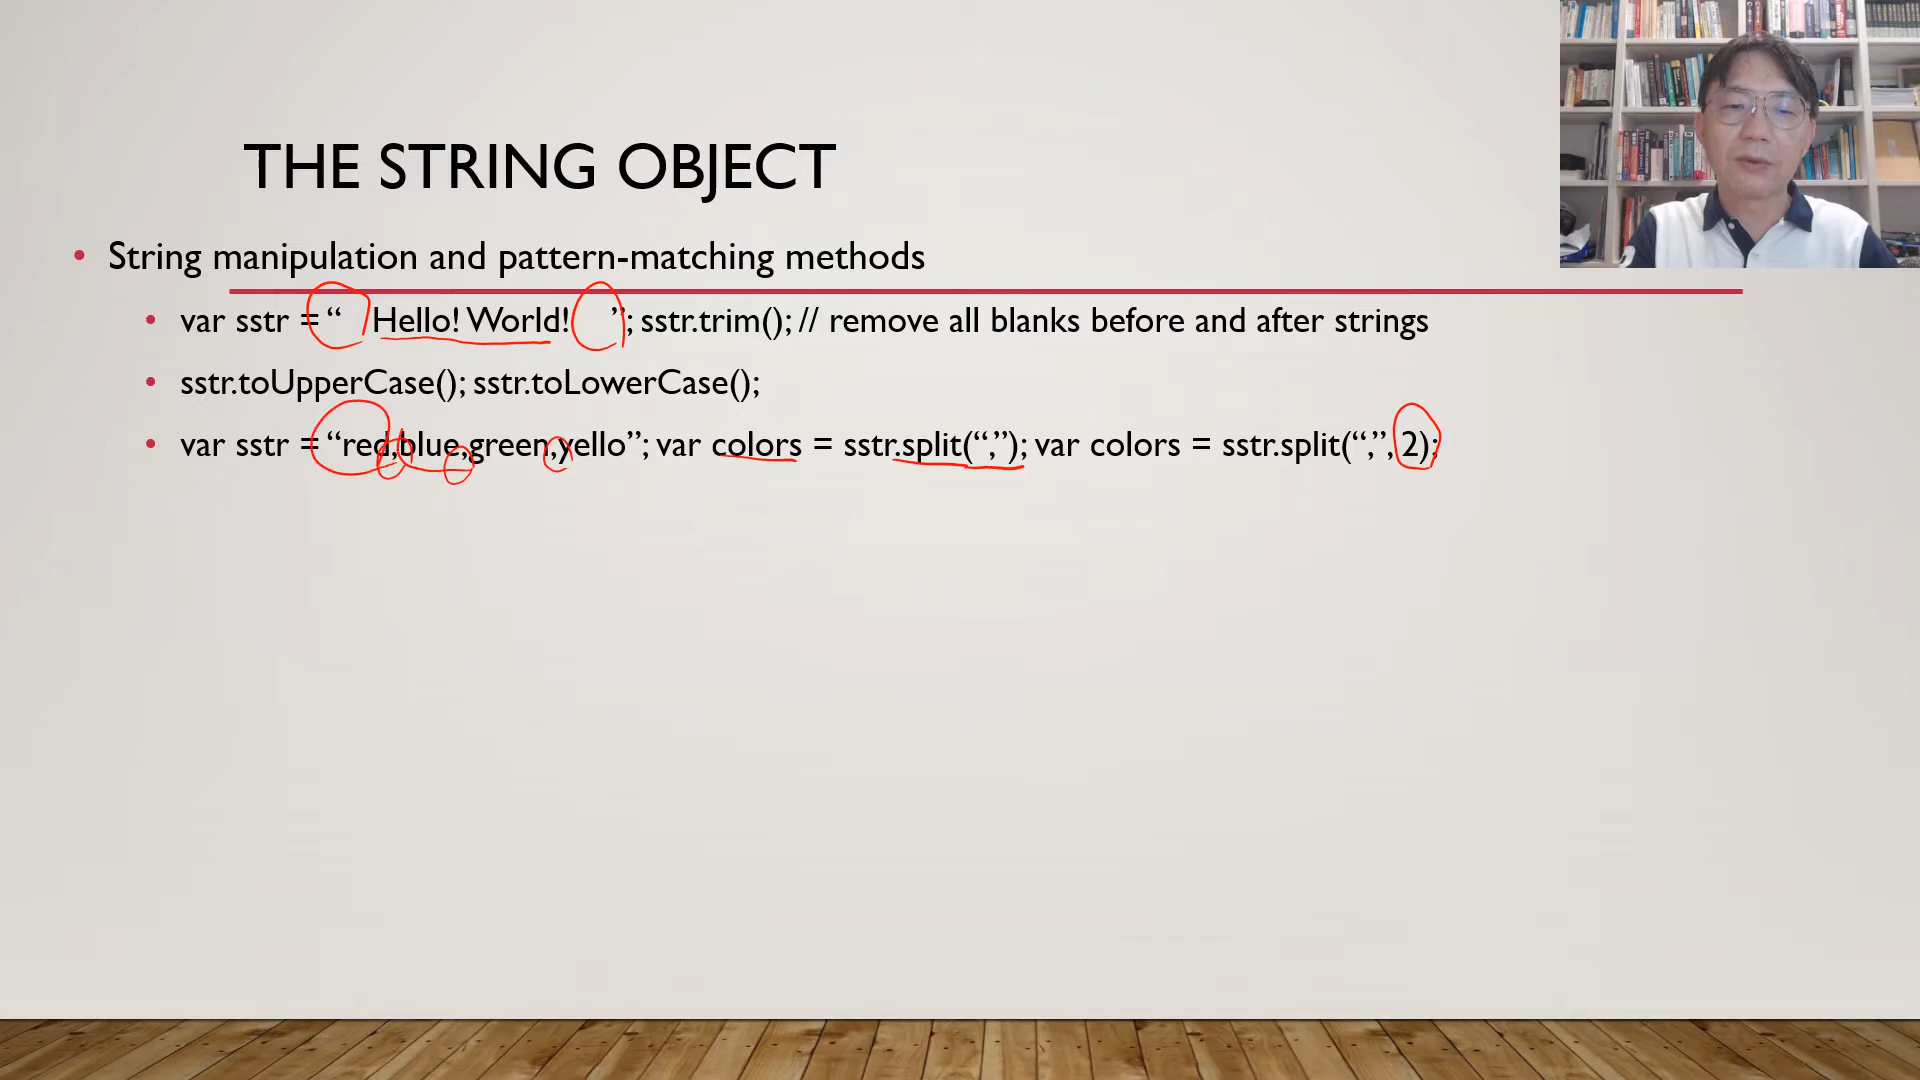 THE STRING OBJECT
• String manipulation and pattern-matching methods
• var sstr = “   Hello! World!    ”; sstr.trim(); // remove all blanks before and after strings
• sstr.toUpperCase(); sstr.toLowerCase();
• var sstr = “red,blue,green,yello”; var colors = sstr.split(“,”); var colors = sstr.split(“,”, 2);